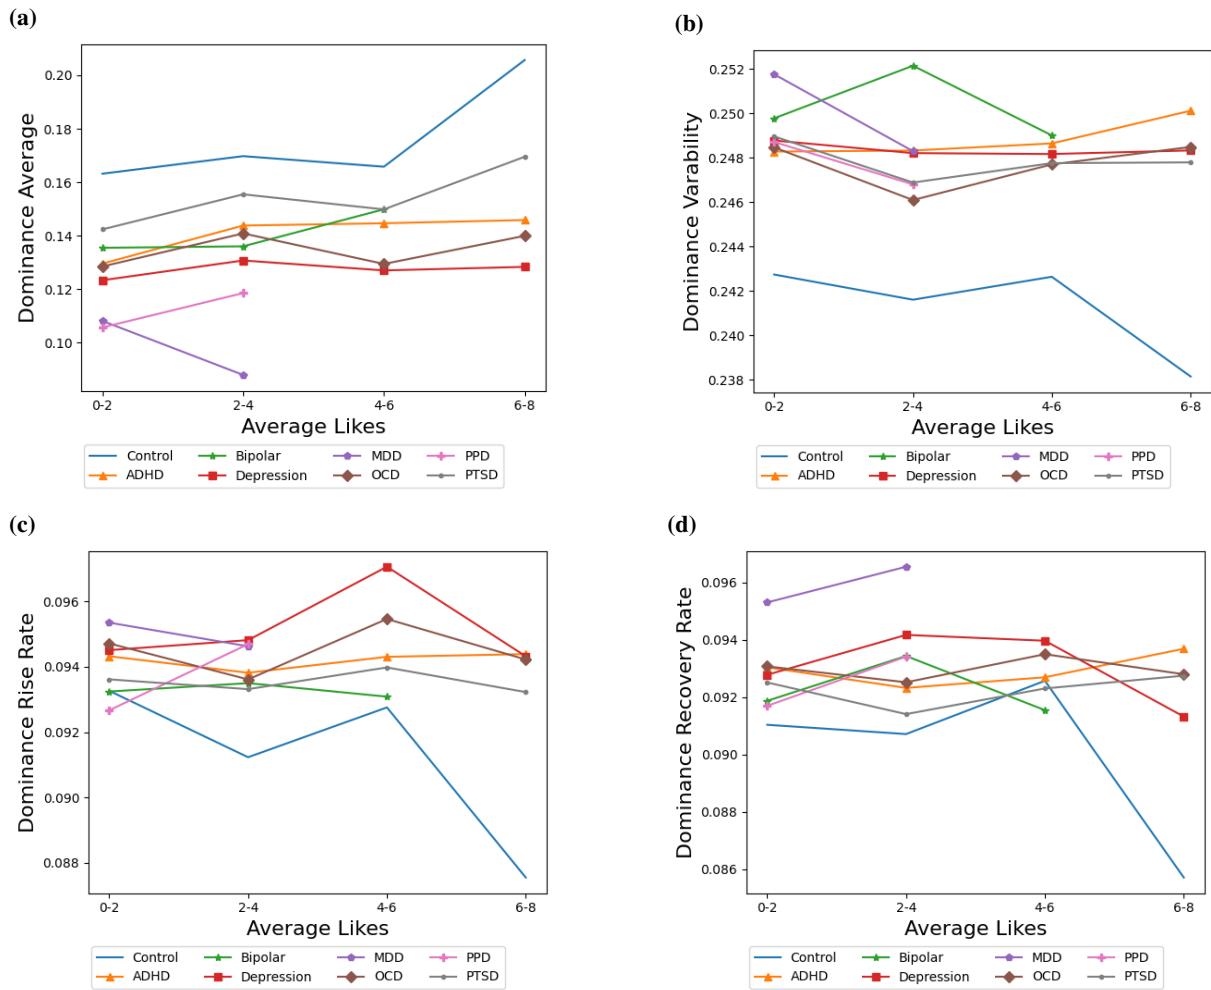 (a)
0.20
0.18
0.16
0.14
0.12
0.10
Dominance Average
0-2 2-4 4-6 6-8
Average Likes
Control Bipolar MDD PPD
ADHD Depression OCD PTSD
(b)
0.252
0.250
0.248
0.246
0.244
0.242
0.240
0.238
Dominance Varability
0-2 2-4 4-6 6-8
Average Likes
Control Bipolar MDD PPD
ADHD Depression OCD PTSD
(c)
0.096
0.094
0.092
0.090
0.088
Dominance Rise Rate
0-2 2-4 4-6 6-8
Average Likes
Control Bipolar MDD PPD
ADHD Depression OCD PTSD
(d)
0.096
0.094
0.092
0.090
0.088
0.086
Dominance Recovery Rate
0-2 2-4 4-6 6-8
Average Likes
Control Bipolar MDD PPD
ADHD Depression OCD PTSD